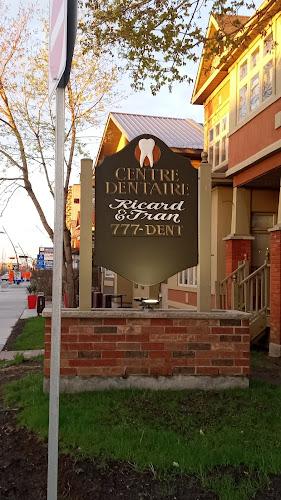 CENTRE
DENTAIRE
Ricard
& Tran
777-DENT